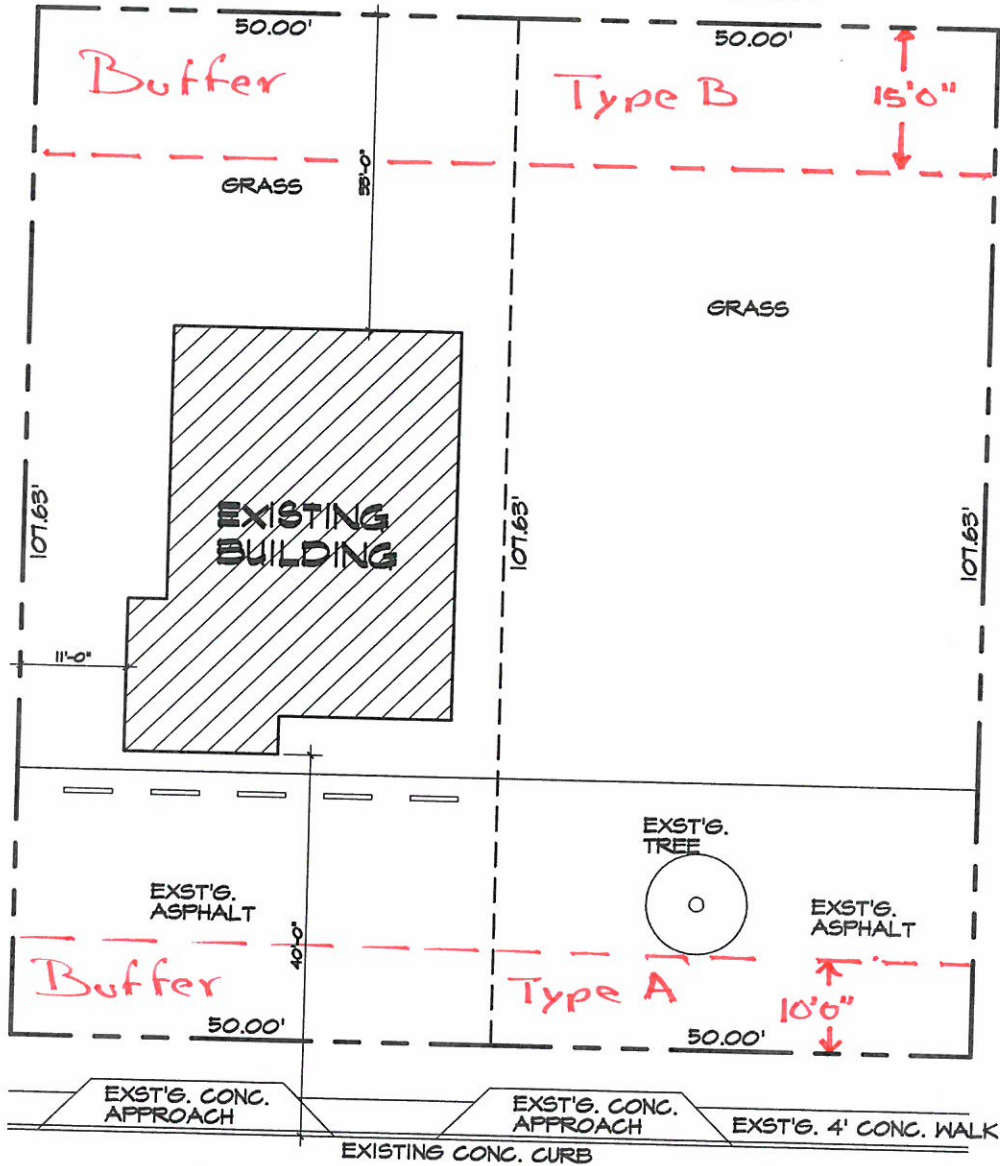 50.00'
50.00'
Buffer
Type B
15'0"
GRASS
GRASS
EXISTING
BUILDING
107.63'
107.63'
107.63'
11'-0"
EXST'G.
TREE
EXST'G.
ASPHALT
EXST'G.
ASPHALT
40'-0"
Buffer
Type A
10'0"
50.00'
50.00'
EXST'G. CONC.
APPROACH
EXST'G. CONC.
APPROACH
EXST'G. 4' CONC. WALK
EXISTING CONC. CURB